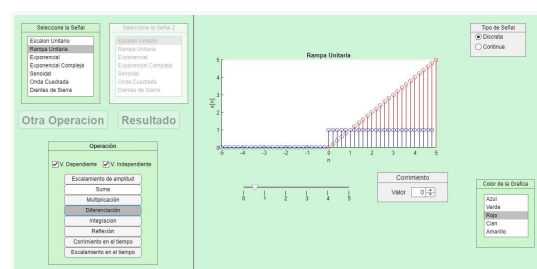 Seleccione la Señal
Escalon Unitario
Rampa Unitaria
Exponencial
Exponencial Compleja
Senoidal
Onda Cuadrada
Dientes de Sierra
Seleccione la Señal 2
Escalon Unitario
Rampa Unitaria
Exponencial
Exponencial Compleja
Senoidal
Onda Cuadrada
Dientes de Sierra
Otra Operacion
Resultado
Operación
V. Dependiente
V. Independiente
Escalamiento de amplitud
Suma
Multiplicación
Diferenciación
Integracion
Reflexión
Corrimiento en el tiempo
Escalamiento en el tiempo
Rampa Unitaria
x[n]
5
4
3
2
1
0
-5 -4 -3 -2 -1 0 1 2 3 4 5
n
0 1 2 3 4 5
Corrimiento
Valor 0
Tipo de Señal
Discreta
Continua
Color de la Grafica
Azul
Verde
Rojo
Cian
Amarillo